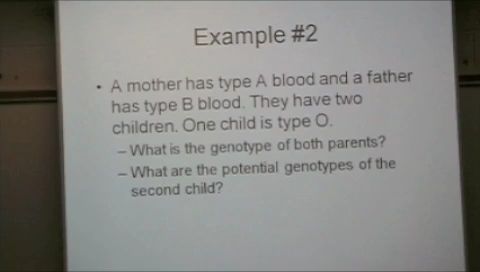 Example #2
• A mother has type A blood and a father
has type B blood. They have two
children. One child is type O.
– What is the genotype of both parents?
– What are the potential genotypes of the
second child?